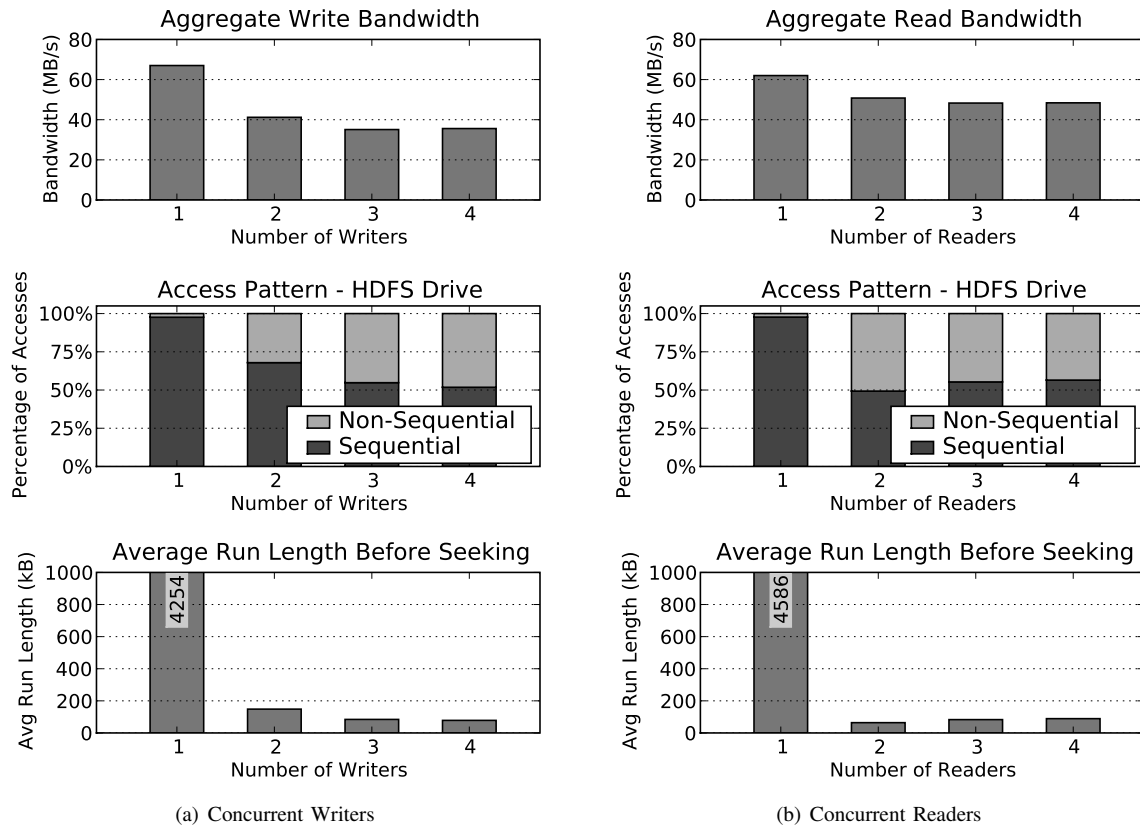 Aggregate Write Bandwidth
Bandwidth (MB/s)
80
60
40
20
0
1 2 3 4
Number of Writers
Access Pattern - HDFS Drive
Percentage of Accesses
100%
75%
50%
25%
0%
Non-Sequential
Sequential
1 2 3 4
Number of Writers
Average Run Length Before Seeking
Avg Run Length (kB)
1000
800
600
400
200
0
4254
1 2 3 4
Number of Writers
(a) Concurrent Writers
Aggregate Read Bandwidth
Bandwidth (MB/s)
80
60
40
20
0
1 2 3 4
Number of Readers
Access Pattern - HDFS Drive
Percentage of Accesses
100%
75%
50%
25%
0%
Non-Sequential
Sequential
1 2 3 4
Number of Readers
Average Run Length Before Seeking
Avg Run Length (kB)
1000
800
600
400
200
0
4586
1 2 3 4
Number of Readers
(b) Concurrent Readers